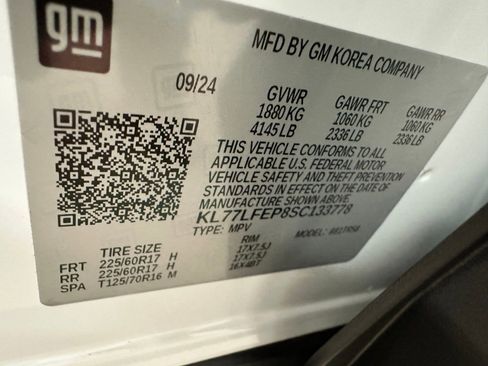 gm
MFD BY GM KOREA COMPANY
09/24
GVWR GAWR FRT GAWR RR
1880 KG 1060 KG 1060 KG
4145 LB 2336 LB 2336 LB
THIS VEHICLE CONFORMS TO ALL
APPLICABLE U.S. FEDERAL MOTOR
VEHICLE SAFETY AND THEFT PREVENTION
STANDARDS IN EFFECT ON THE DATE OF
MANUFACTURE SHOWN ABOVE.
KL77LFEP8SC133778
TYPE: MPV MODEL:
TIRE SIZE RIM
FRT 225/60R17 H 17X7.5J
RR 225/60R17 H 17X7.5J
SPA T125/70R16 M 16X4BT